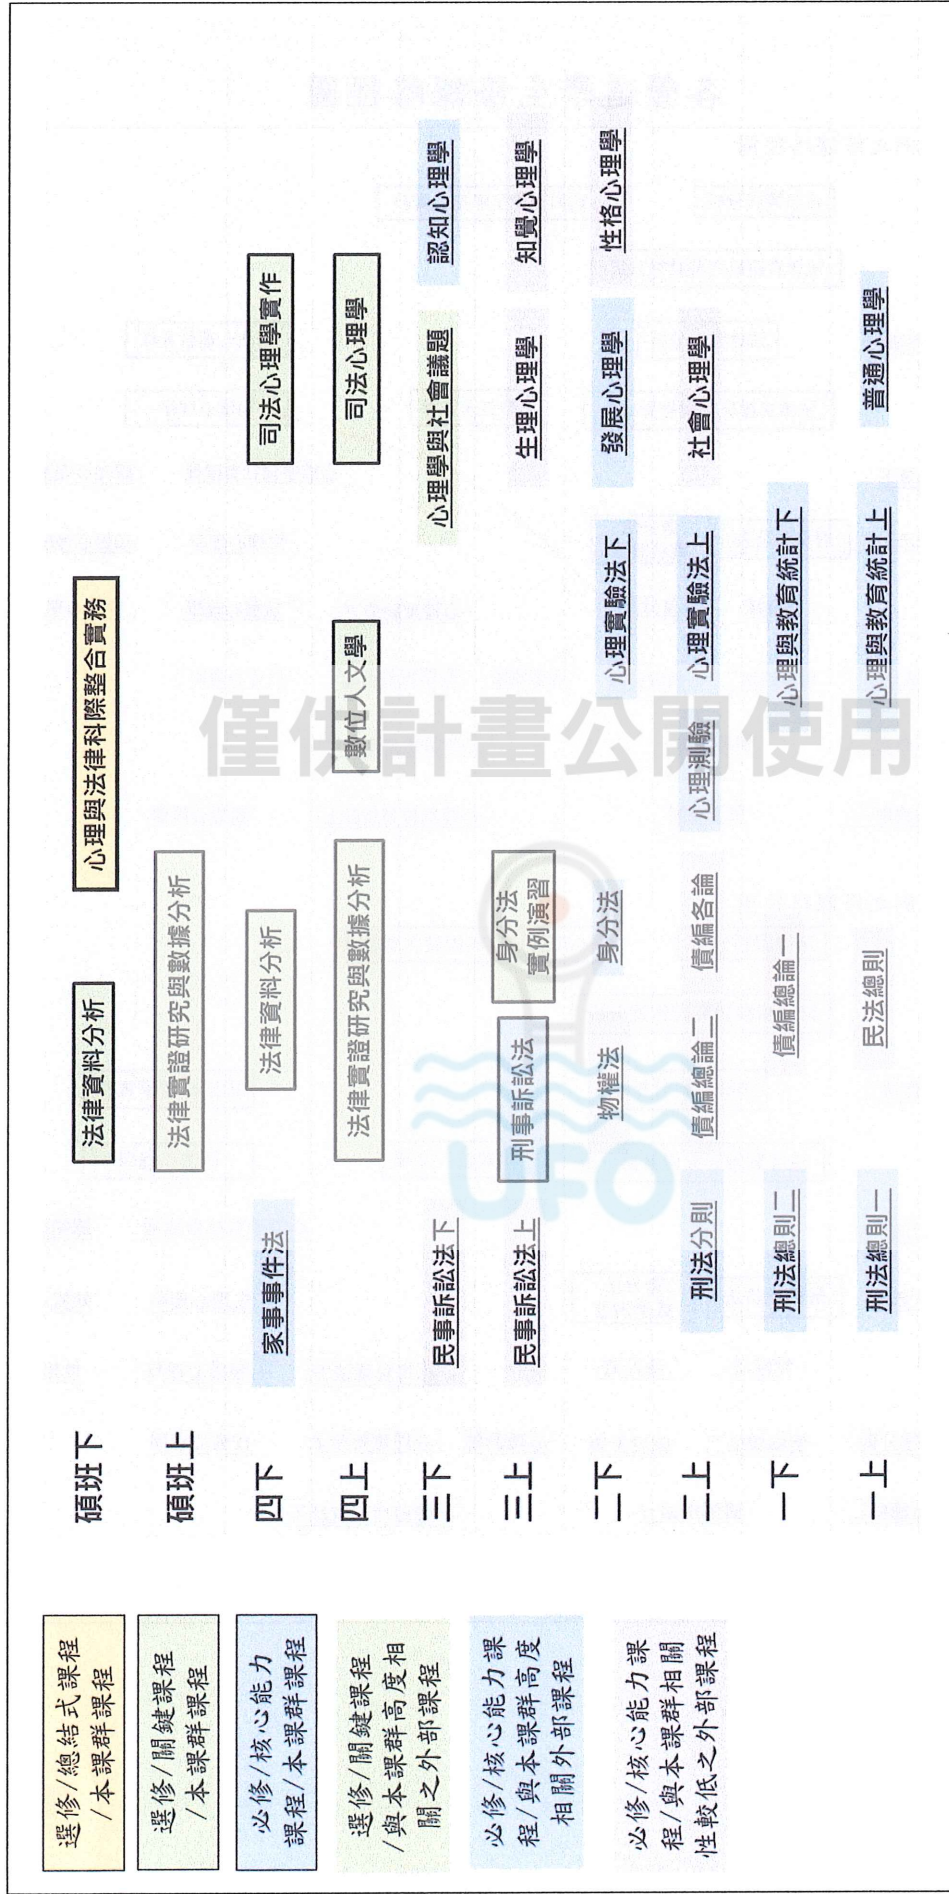 選修/總結式課程
/本課群課程
選修/關鍵課程
/本課群課程
必修/核心能力
課程/本課群課程
選修/關鍵課程
/與本課群高度相
關之外部課程
必修/核心能力課
程/與本課群高度
相關外部課程
必修/核心能力課
程/與本課群相關
性較低之外部課程
碩班下
法律資料分析
心理與法律科際整合實務
碩班上
法律實證研究與數據分析
四下
家事事件法
法律資料分析
司法心理學實作
四上
法律實證研究與數據分析
數位人文學
司法心理學
三下
民事訴訟法下
心理學與社會議題
認知心理學
三上
民事訴訟法上
刑事訴訟法
身分法
實例演習
生理心理學
知覺心理學
二下
物權法
身分法
心理實驗法下
發展心理學
性格心理學
二上
刑法分則
債編總論二
債編各論
心理測驗
心理實驗法上
社會心理學
一下
刑法總則二
債編總論一
心理與教育統計下
一上
刑法總則一
民法總則
心理與教育統計上
普通心理學
僅供計畫公開使用
UFO